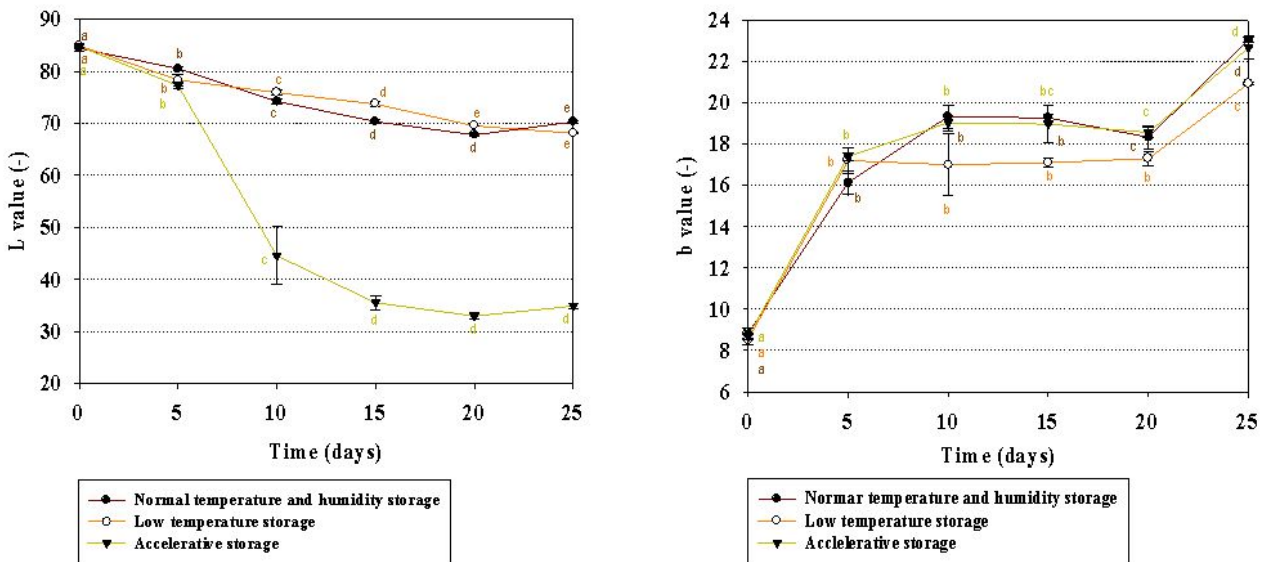 90
80
70
60
50
40
30
20
L value (-)
a
a
a
b
b
b
c
c
c
d
d
d
e
d
d
e
e
d
0
5
10
15
20
25
Time (days)
Normal temperature and humidity storage
Low temperature storage
Accelerative storage
24
22
20
18
16
14
12
10
8
6
b value (-)
a
a
a
b
b
b
b
b
b
bc
b
b
c
c
b
d
d
c
0
5
10
15
20
25
Time (days)
Normar temperature and humidity storage
Low temperature storage
Acclelerative storage